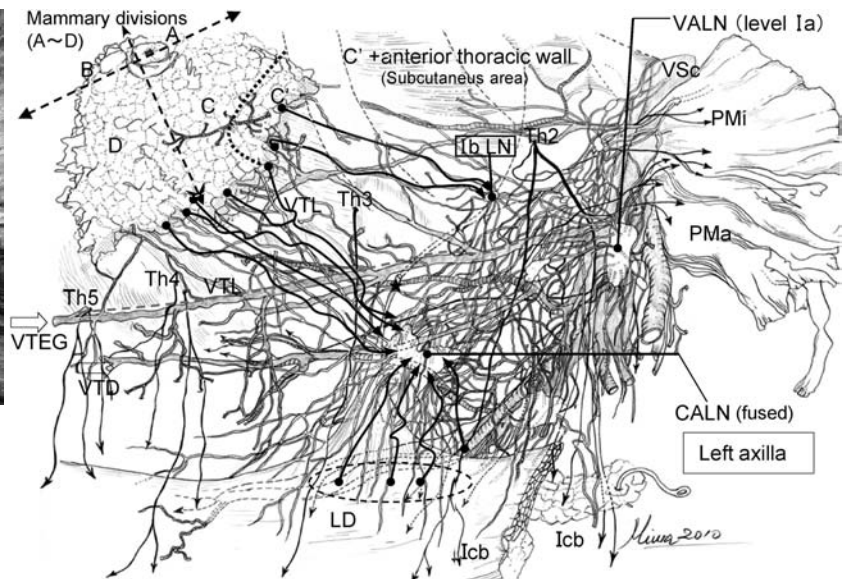 Mammary divisions
(A～D)
A
B
C
C'
D
C' +anterior thoracic wall
(Subcutaneus area)
VALN (level Ia)
VSc
PMi
Ib LN
Th2
PMa
VTL
Th3
VTL
Th4
Th5
VTEG
VTD
CALN (fused)
Left axilla
LD
Icb
Icb
Miwa 2010